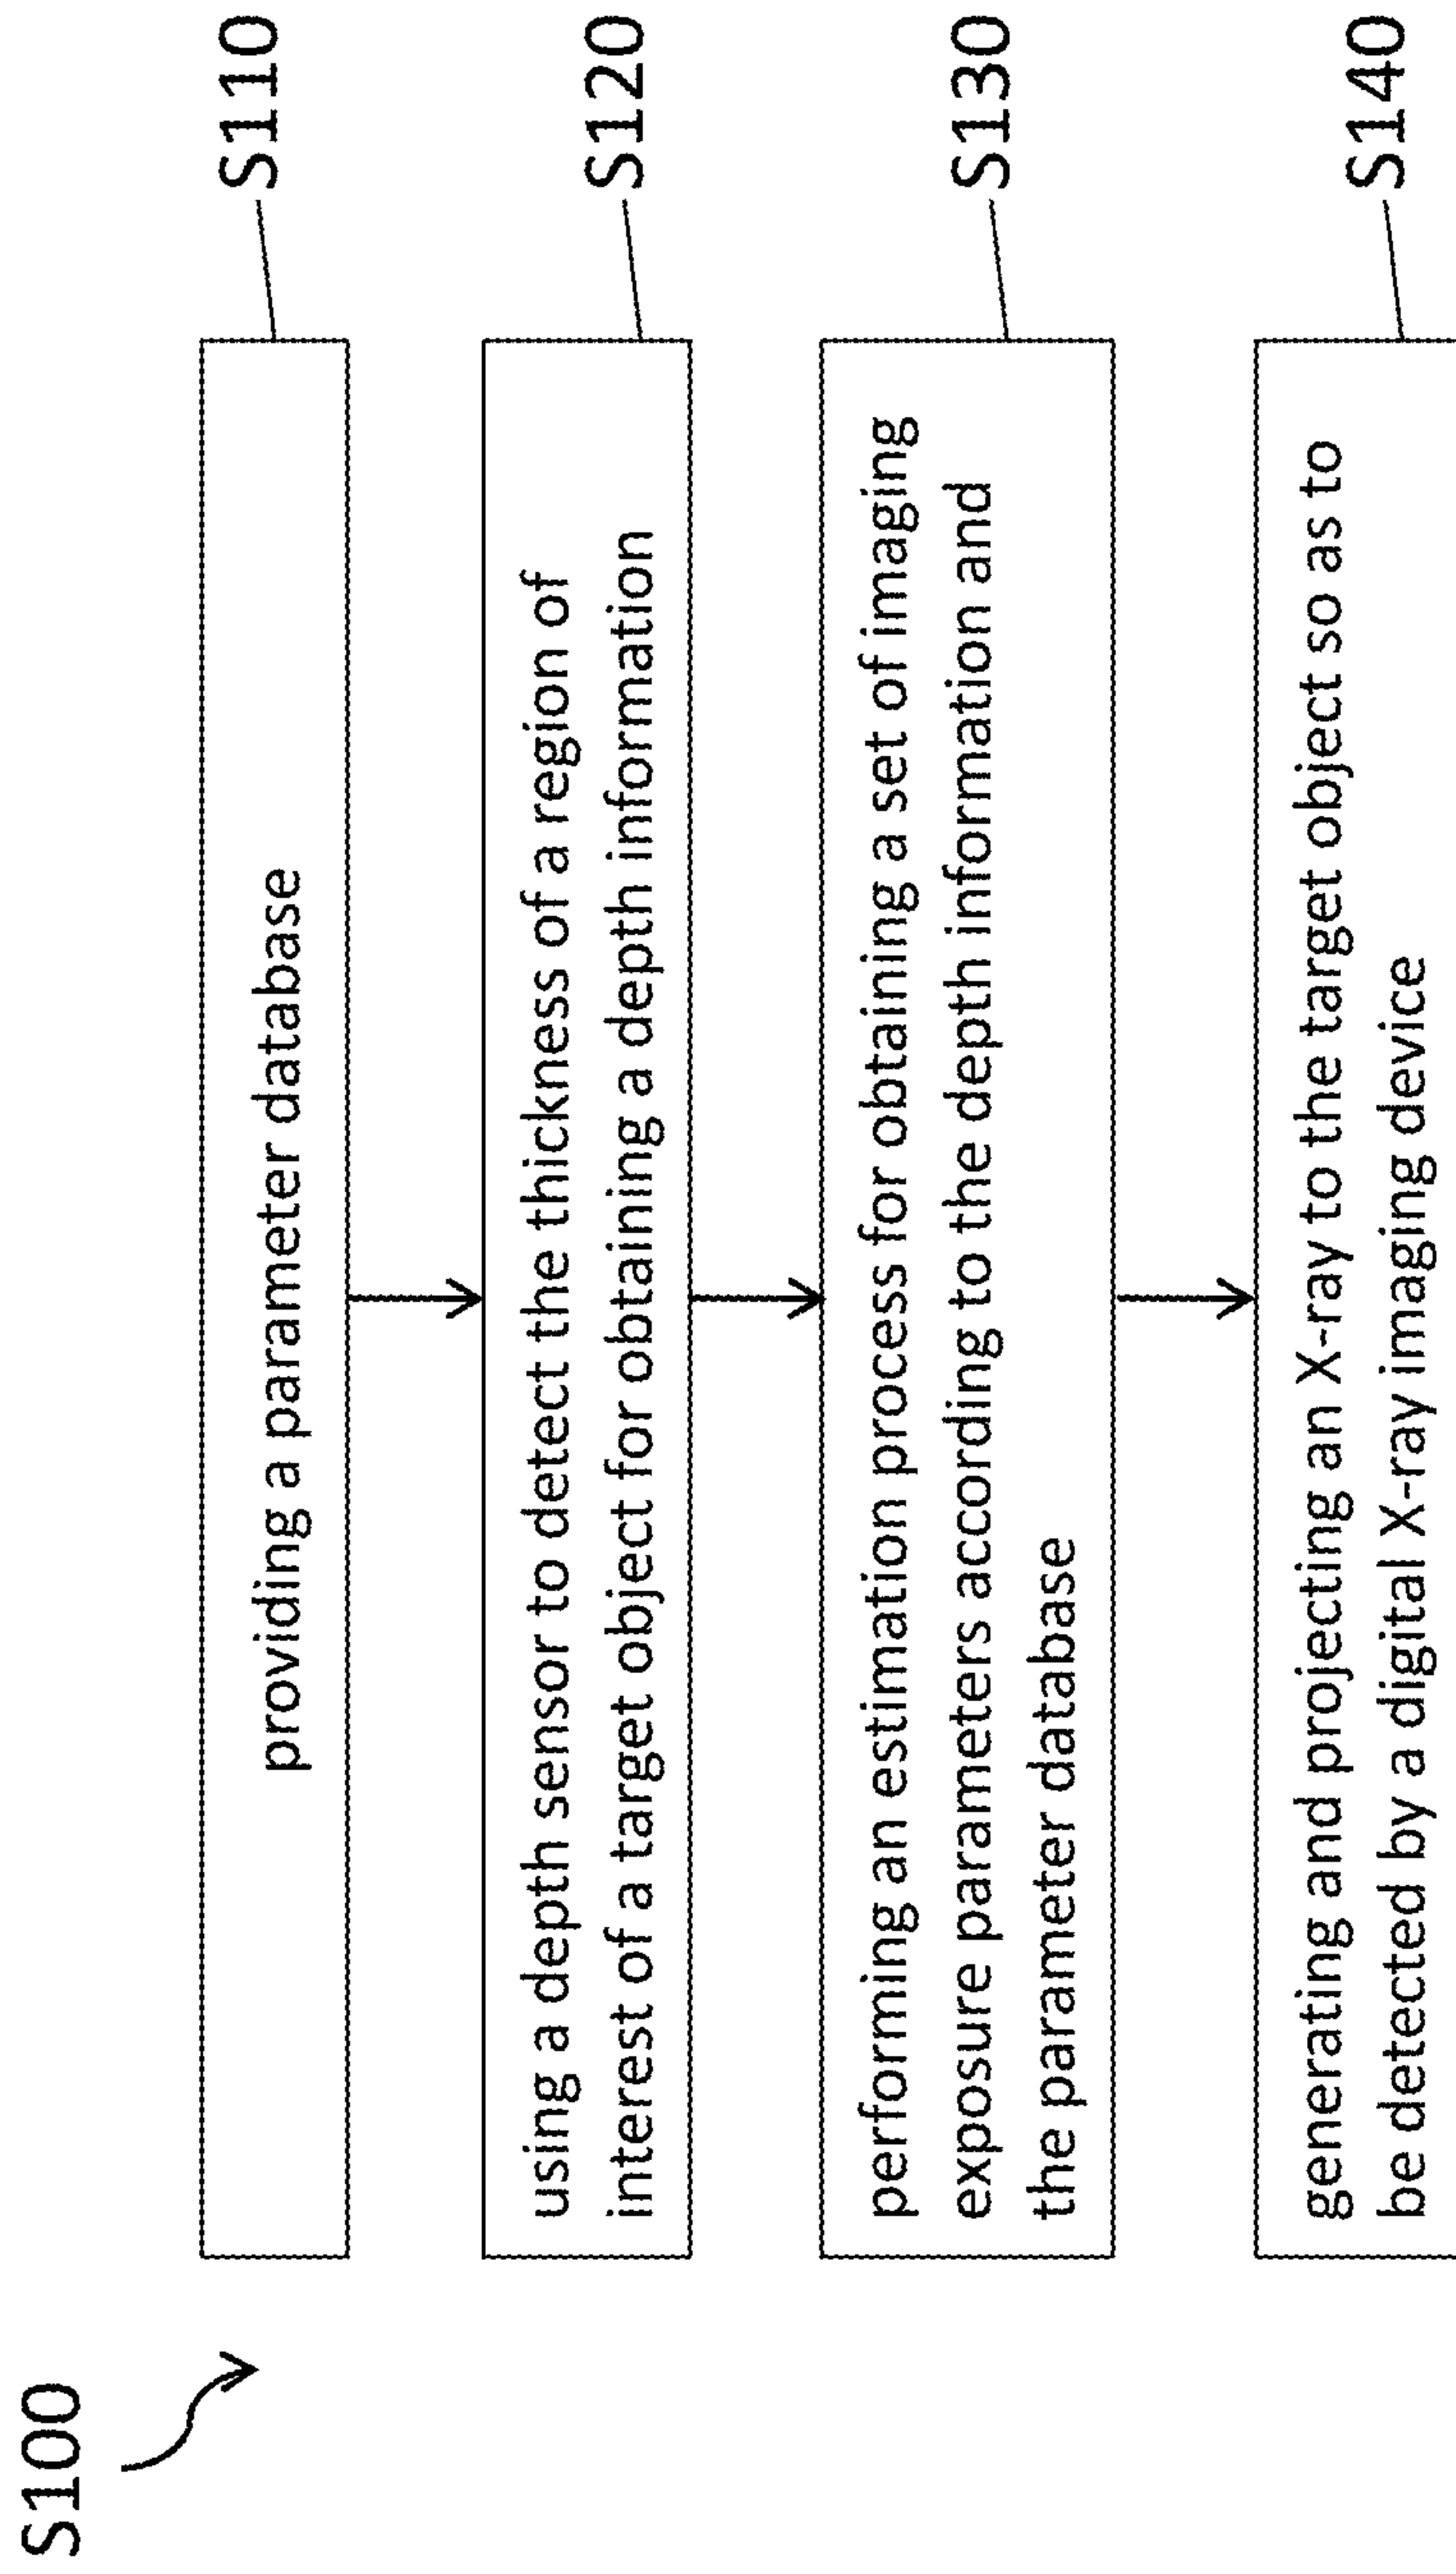 S100
providing a parameter database
S110
using a depth sensor to detect the thickness of a region of
interest of a target object for obtaining a depth information
S120
performing an estimation process for obtaining a set of imaging
exposure parameters according to the depth information and
the parameter database
S130
generating and projecting an X-ray to the target object so as to
be detected by a digital X-ray imaging device
S140